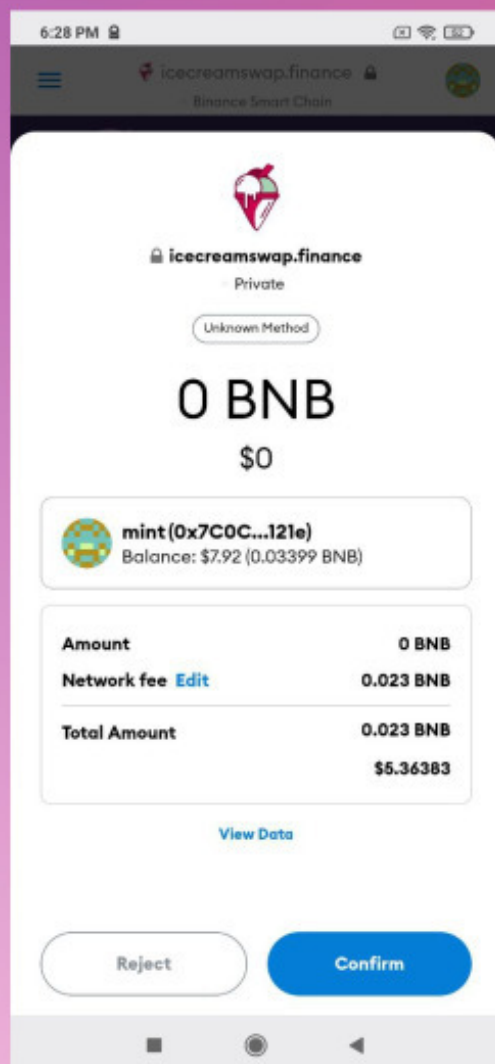 6:28 PM
icecreamswap.finance
Binance Smart Chain
icecreamswap.finance
Private
Unknown Method
0 BNB
$0
mint (0x7C0C...121e)
Balance: $7.92 (0.03399 BNB)
Amount 0 BNB
Network fee Edit 0.023 BNB
Total Amount 0.023 BNB
$5.36383
View Data
Reject Confirm